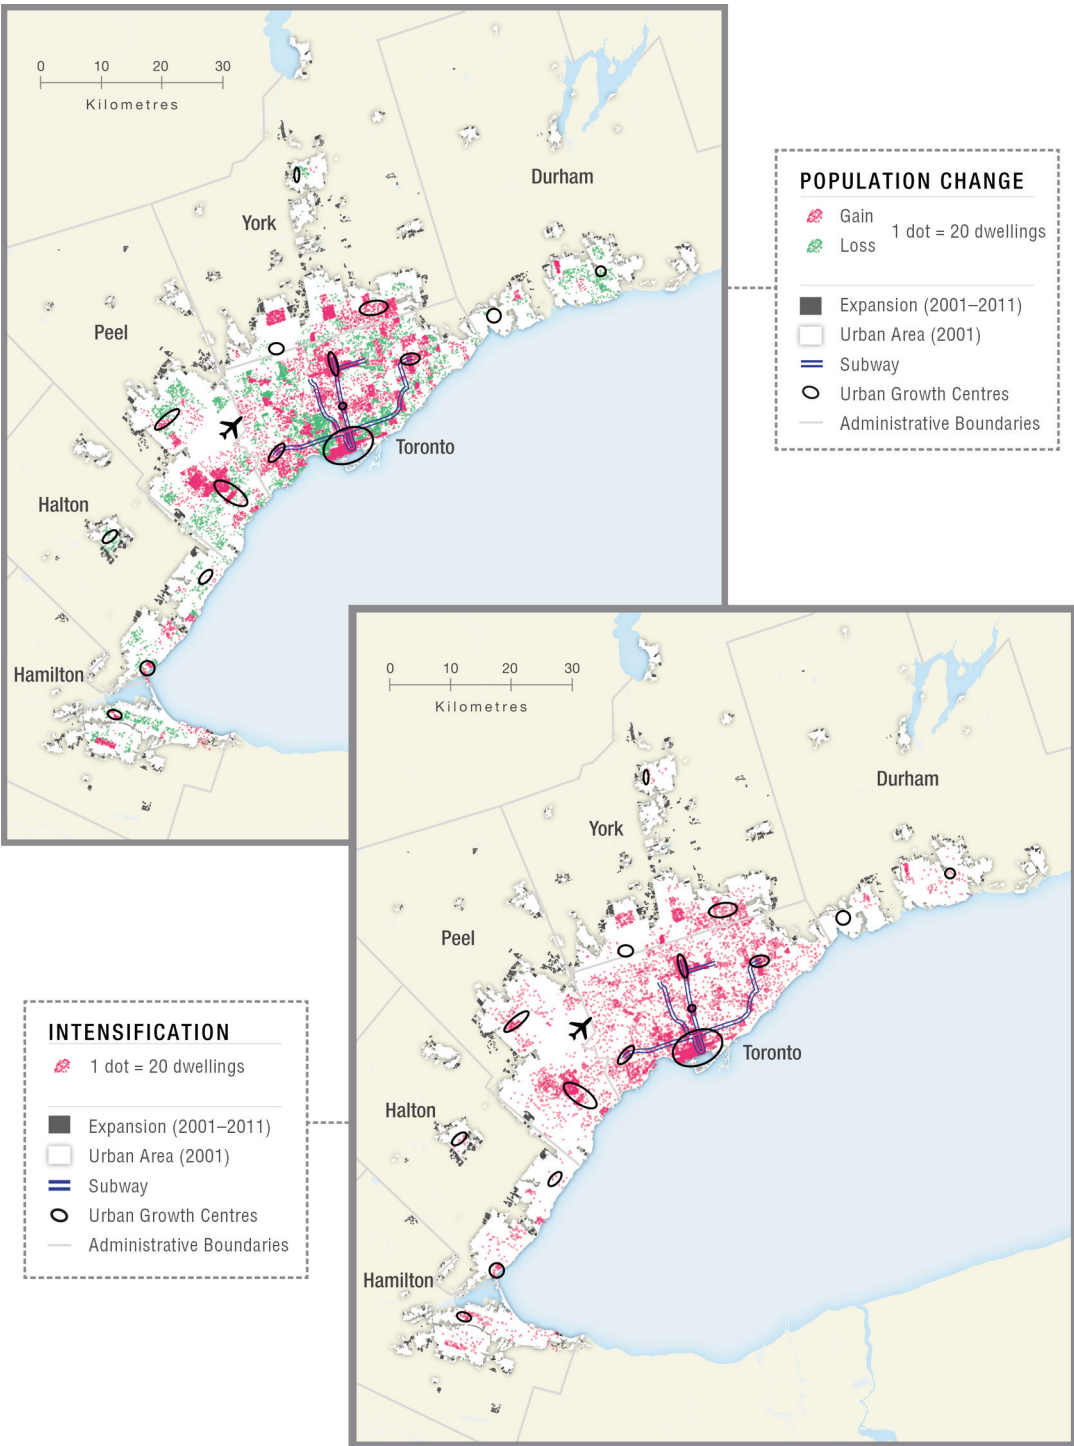 0 10 20 30
Kilometres
Durham
York
Peel
Toronto
Halton
Hamilton
POPULATION CHANGE
Gain
1 dot = 20 dwellings
Loss
Expansion (2001–2011)
Urban Area (2001)
Subway
Urban Growth Centres
Administrative Boundaries
0 10 20 30
Kilometres
Durham
York
Peel
Toronto
Halton
Hamilton
INTENSIFICATION
1 dot = 20 dwellings
Expansion (2001–2011)
Urban Area (2001)
Subway
Urban Growth Centres
Administrative Boundaries